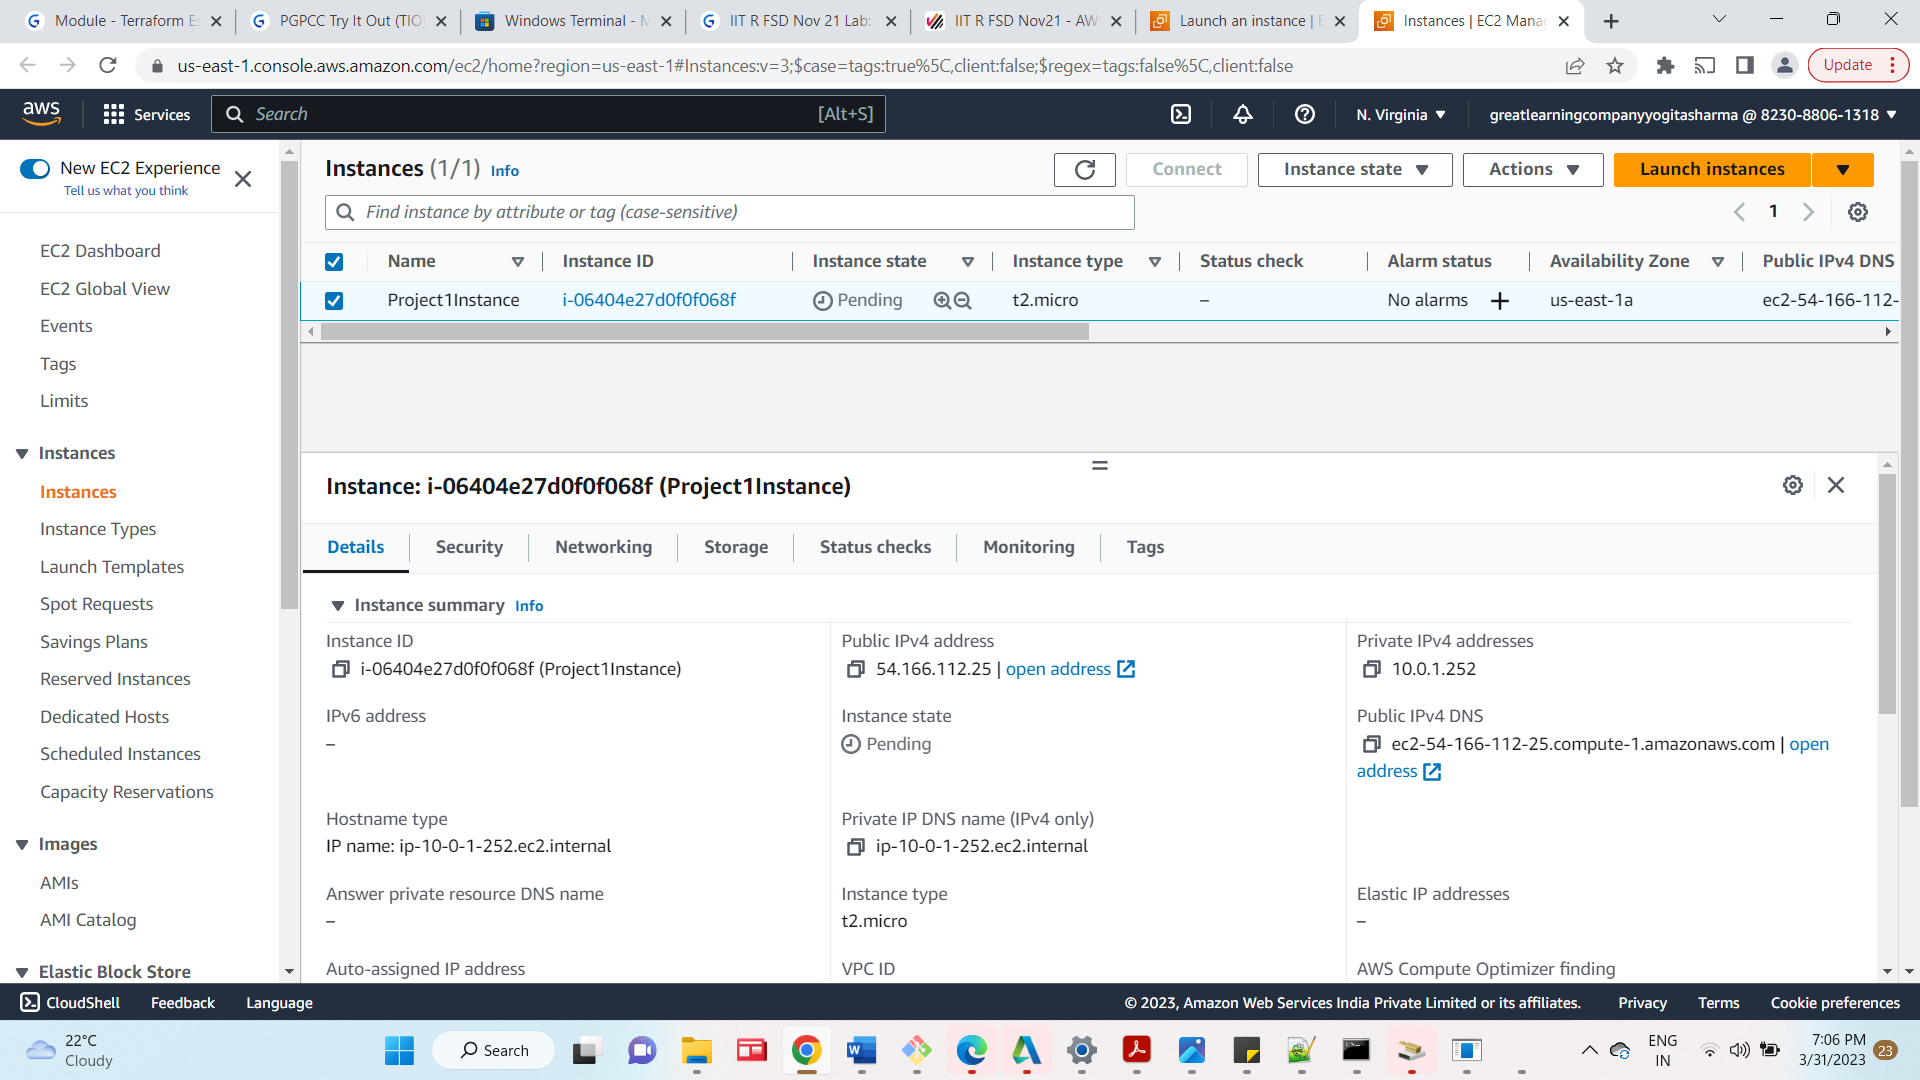 Module - Terraform Es
PGPCC Try It Out (TIO)
Windows Terminal - M
IIT R FSD Nov 21 Lab:
IIT R FSD Nov21 - AW
Launch an instance | E
Instances | EC2 Mana
us-east-1.console.aws.amazon.com/ec2/home?region=us-east-1#Instances:v=3;$case=tags:true%5C,client:false;$regex=tags:false%5C,client:false
Update
aws
Services
Search
[Alt+S]
N. Virginia
greatlearningcompanyyogitasharma @ 8230-8806-1318
New EC2 Experience
Tell us what you think
EC2 Dashboard
EC2 Global View
Events
Tags
Limits
Instances
Instances
Instance Types
Launch Templates
Spot Requests
Savings Plans
Reserved Instances
Dedicated Hosts
Scheduled Instances
Capacity Reservations
Images
AMIs
AMI Catalog
Elastic Block Store
Instances (1/1) Info
Connect
Instance state
Actions
Launch instances
Find instance by attribute or tag (case-sensitive)
1
Name
Instance ID
Instance state
Instance type
Status check
Alarm status
Availability Zone
Public IPv4 DNS
Project1Instance
i-06404e27d0f0f068f
Pending
t2.micro
–
No alarms +
us-east-1a
ec2-54-166-112-
Instance: i-06404e27d0f0f068f (Project1Instance)
Details
Security
Networking
Storage
Status checks
Monitoring
Tags
Instance summary Info
Instance ID
i-06404e27d0f0f068f (Project1Instance)
Public IPv4 address
54.166.112.25 | open address
Private IPv4 addresses
10.0.1.252
IPv6 address
–
Instance state
Pending
Public IPv4 DNS
ec2-54-166-112-25.compute-1.amazonaws.com | open
address
Hostname type
IP name: ip-10-0-1-252.ec2.internal
Private IP DNS name (IPv4 only)
ip-10-0-1-252.ec2.internal
Answer private resource DNS name
–
Instance type
t2.micro
Elastic IP addresses
–
Auto-assigned IP address
VPC ID
AWS Compute Optimizer finding
CloudShell
Feedback
Language
© 2023, Amazon Web Services India Private Limited or its affiliates.
Privacy
Terms
Cookie preferences
22°C
Cloudy
Search
ENG
IN
7:06 PM
3/31/2023
23